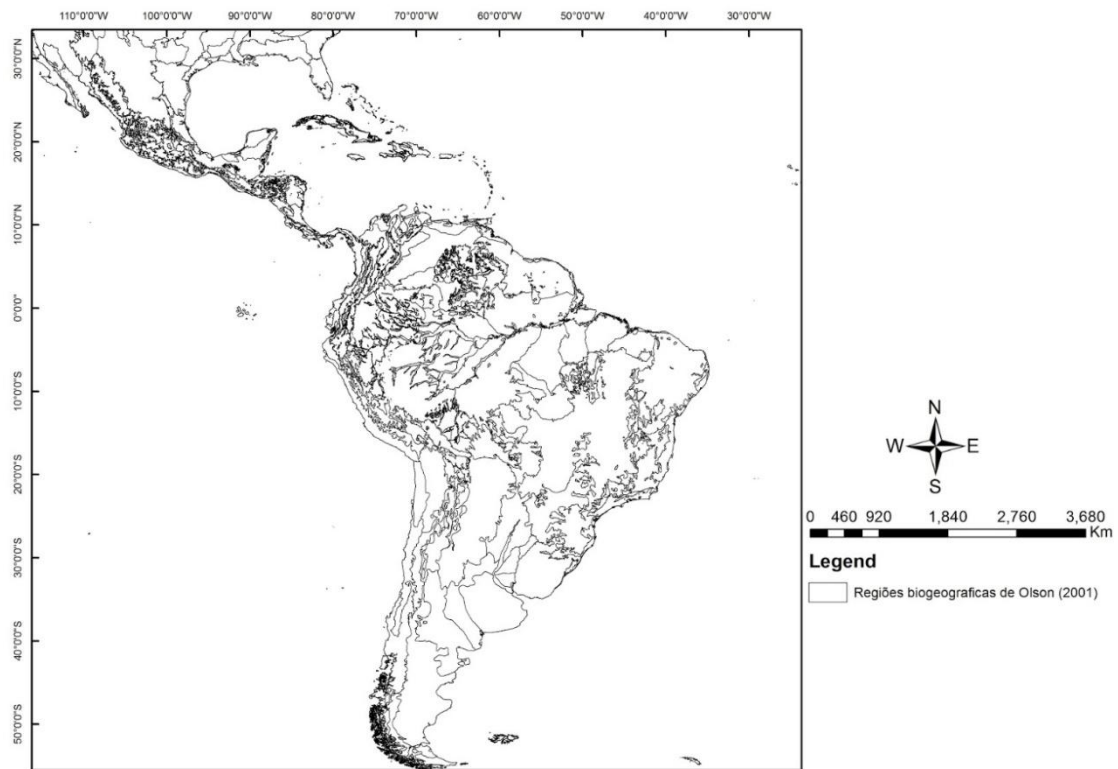 110°0'0"W 100°0'0"W 90°0'0"W 80°0'0"W 70°0'0"W 60°0'0"W 50°0'0"W 40°0'0"W 30°0'0"W
30°0'0"N
20°0'0"N
10°0'0"N
0°0'0"
10°0'0"S
20°0'0"S
30°0'0"S
40°0'0"S
50°0'0"S
N
W E
S
0 460 920 1,840 2,760 3,680
Km
Legend
Regiões biogeograficas de Olson (2001)